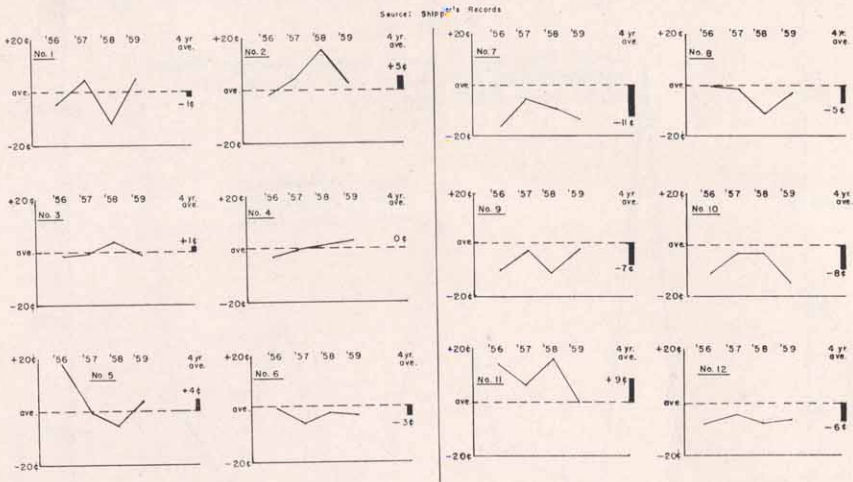 Source: Shipper's Records
+20¢ '56 '57 '58 '59 4 yr ave.
No. 1
ave.
-1¢
-20¢
+20¢ '56 '57 '58 '59 4 yr ave.
No. 2
+5¢
ave.
-20¢
+20¢ '56 '57 '58 '59 4 yr ave.
No. 7
ave.
-11¢
-20¢
+20¢ '56 '57 '58 '59 4 yr. ave.
No. 8
ave.
-5¢
-20¢
+20¢ '56 '57 '58 '59 4 yr. ave.
No. 3
+1¢
ave.
-20¢
+20¢ '56 '57 '58 '59 4 yr. ave.
No. 4
0¢
ave.
-20¢
+20¢ '56 '57 '58 '59 4 yr ave.
No. 9
ave.
-7¢
-20¢
+20¢ '56 '57 '58 '59 4 yr ave.
No. 10
ave.
-8¢
-20¢
+20¢ '56 '57 '58 '59 4 yr. ave.
No. 5
+4¢
ave.
-20¢
+20¢ '56 '57 '58 '59 4 yr. ave.
No. 6
ave.
-3¢
-20¢
+20¢ '56 '57 '58 '59 4 yr ave.
No. 11
+9¢
ave.
-20¢
+20¢ '56 '57 '58 '59 4 yr. ave.
No. 12
ave.
-6¢
-20¢